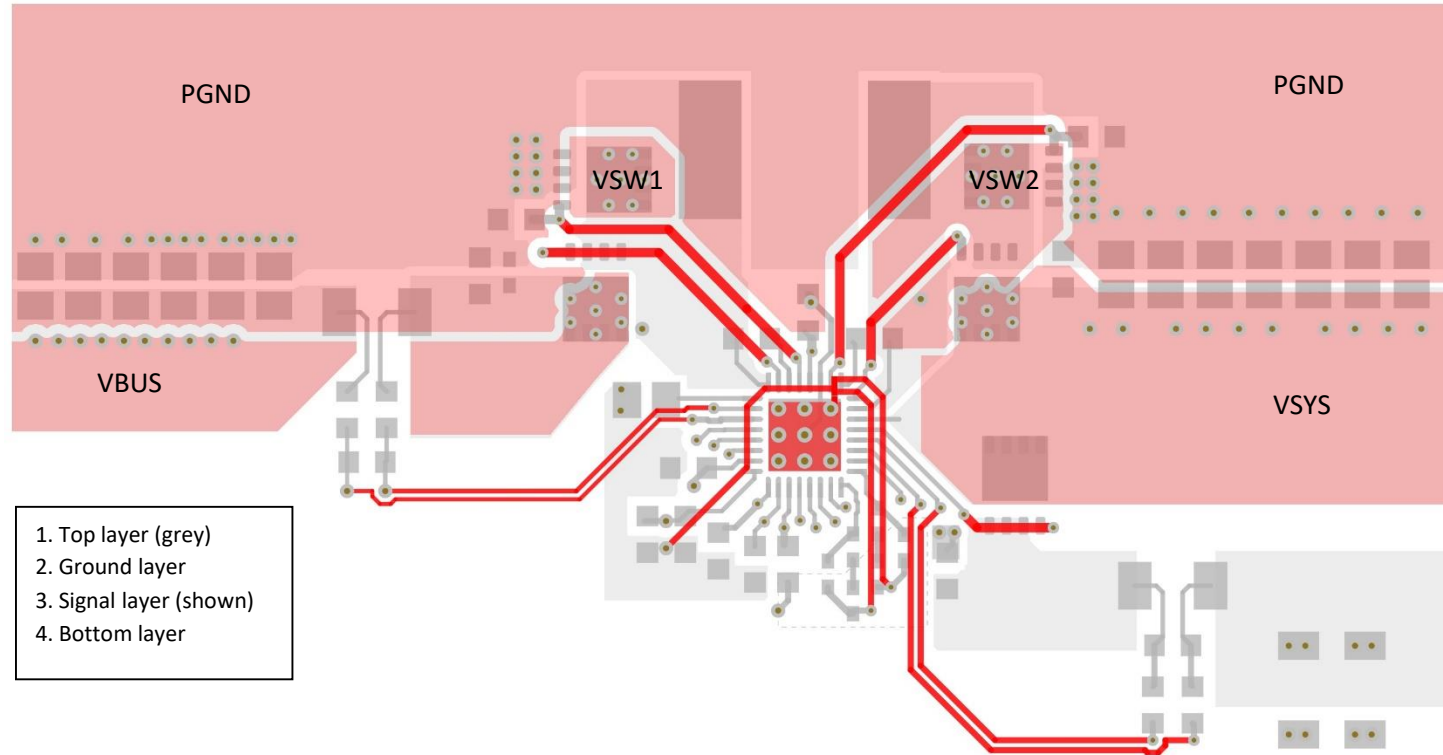 PGND
PGND
VSW1
VSW2
VBUS
VSYS
1. Top layer (grey)
2. Ground layer
3. Signal layer (shown)
4. Bottom layer